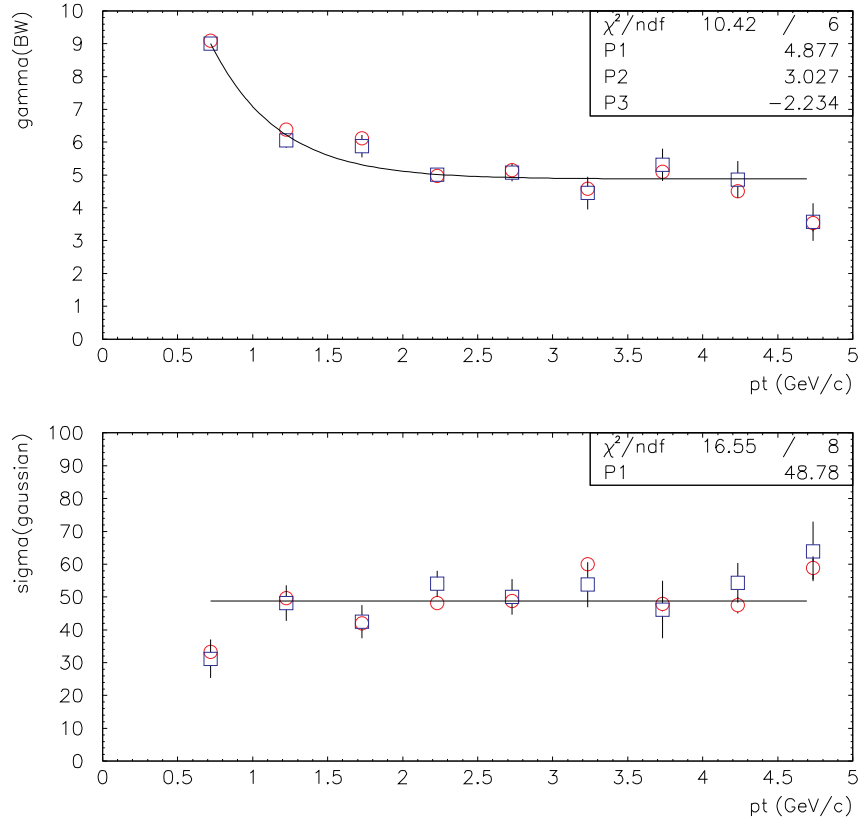 χ²/ndf 10.42 / 6
P1 4.877
P2 3.027
P3 −2.234
gamma(BW)
10
9
8
7
6
5
4
3
2
1
0
0 0.5 1 1.5 2 2.5 3 3.5 4 4.5 5
pt (GeV/c)
χ²/ndf 16.55 / 8
P1 48.78
sigma(gaussian)
100
90
80
70
60
50
40
30
20
10
0
0 0.5 1 1.5 2 2.5 3 3.5 4 4.5 5
pt (GeV/c)